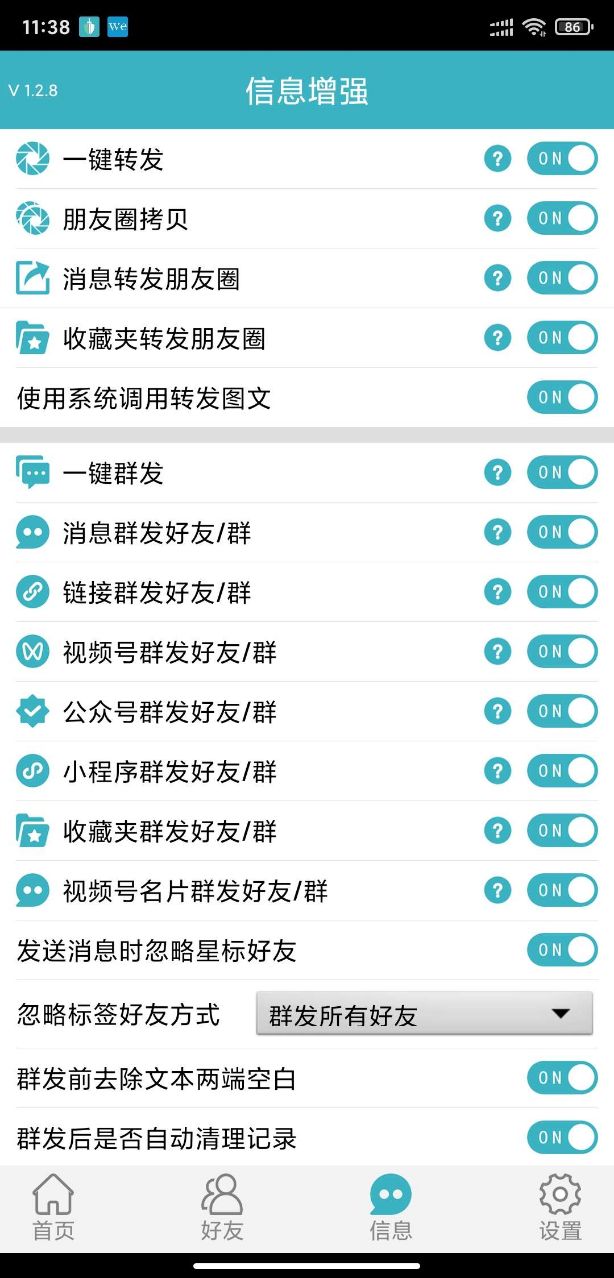 11:38
We
86
V 1.2.8
信息增强
一键转发 ? ON
朋友圈拷贝 ? ON
消息转发朋友圈 ? ON
收藏夹转发朋友圈 ? ON
使用系统调用转发图文 ON
一键群发 ? ON
消息群发好友/群 ? ON
链接群发好友/群 ? ON
视频号群发好友/群 ? ON
公众号群发好友/群 ? ON
小程序群发好友/群 ? ON
收藏夹群发好友/群 ? ON
视频号名片群发好友/群 ? ON
发送消息时忽略星标好友 ON
忽略标签好友方式 群发所有好友
群发前去除文本两端空白 ON
群发后是否自动清理记录 ON
首页 好友 信息 设置